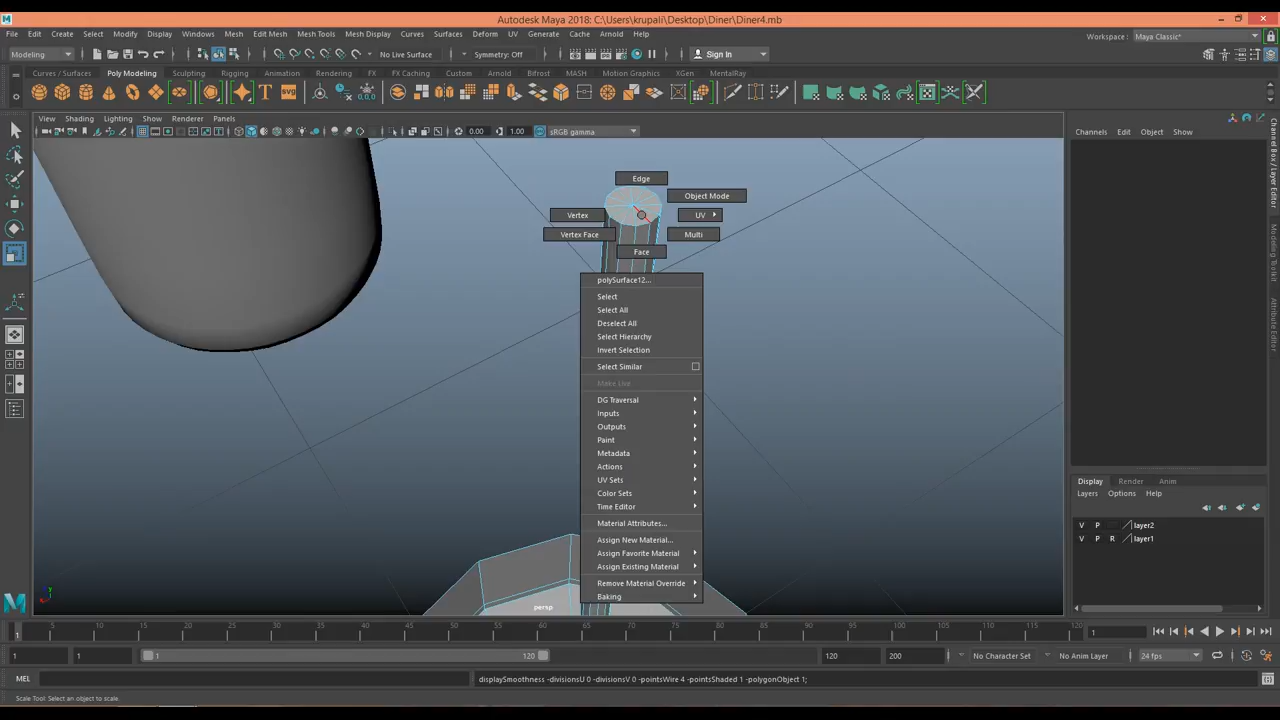 Autodesk Maya 2018: C:\Users\krupali\Desktop\Diner\Diner4.mb
File Edit Create Select Modify Display Windows Mesh Edit Mesh Mesh Tools Mesh Display Curves Surfaces Deform UV Generate Cache Arnold Help
Workspace : Maya Classic*
Modeling No Live Surface Symmetry: Off Sign In
Curves / Surfaces Poly Modeling Sculpting Rigging Animation Rendering FX FX Caching Custom Arnold Bifrost MASH Motion Graphics XGen MentalRay
View Shading Lighting Show Renderer Panels
0.00 1.00 sRGB gamma
Channels Edit Object Show
Channel Box / Layer Editor
Attribute Editor
Edge
Object Mode
Vertex UV
Vertex Face Multi
Face
polySurface12...
Select
Select All
Deselect All
Select Hierarchy
Invert Selection
Select Similar
Make Live
DG Traversal
Inputs
Outputs
Paint
Metadata
Actions
UV Sets
Color Sets
Time Editor
Material Attributes...
Assign New Material...
Assign Favorite Material
Assign Existing Material
Remove Material Override
Baking
persp
Display Render Anim
Layers Options Help
V P layer2
V P R layer1
1 5 10 15 20 25 30 35 40 45 50 55 60 65 70 75 80 85 90 95 100 105 110 115 120 1
1 1 1 120 120 200 No Character Set No Anim Layer 24 fps
MEL displaySmoothness -divisionsU 0 -divisionsV 0 -pointsWire 4 -pointsShaded 1 -polygonObject 1;
Scale Tool: Select an object to scale.